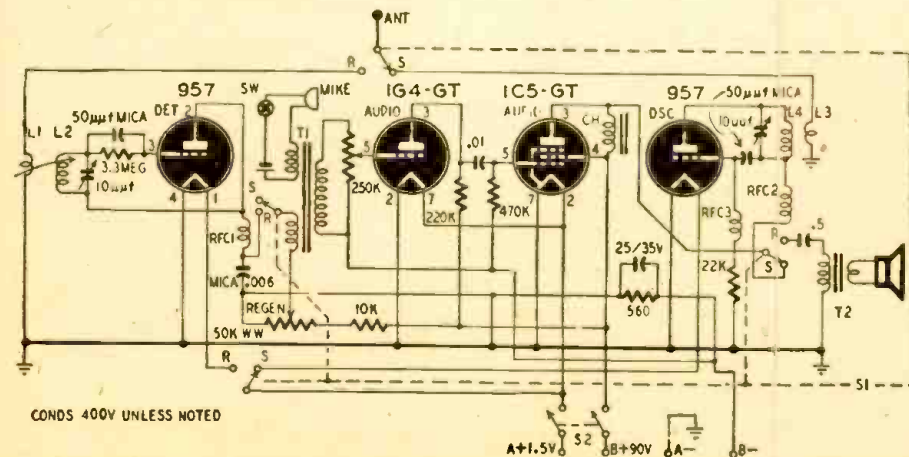 ANT
R S
957
DET 2
SW
MIKE
1G4-GT
AUDIO 3
1C5-GT
3
957
OSC
50μμf MICA
L4
L3
10μμf
50μμf MICA
L1 L2
3
3.3MEG
10μμf
4
1
T1
250K
5
2
7
220K
.01
470K
5
4
7
2
CH
S
R
RFC1
RFC3
RFC2
R
.5
S
22K
T2
MICA .006
25/35V
560
REGEN
50K WW
10K
R S
S1
CONDS 400V UNLESS NOTED
S2
A+1.5V
B+90V
A-
B-